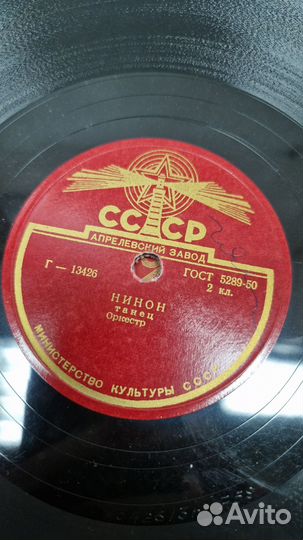 СССР
АПРЕЛЕВСКИЙ ЗАВОД
Г — 13426
ГОСТ 5289-50
2 кл.
НИНОН
танец
Оркестр
МИНИСТЕРСТВО КУЛЬТУРЫ СССР
Avito